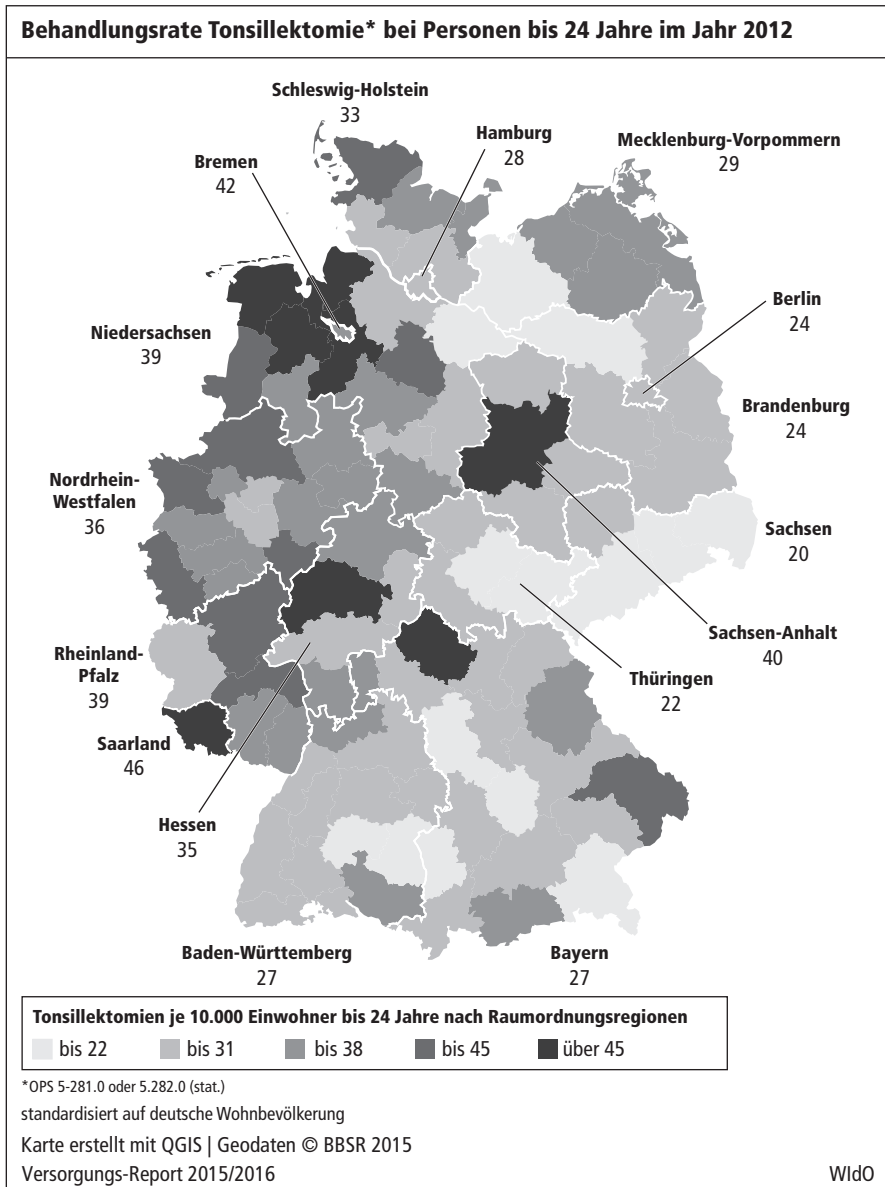 Behandlungsrate Tonsillektomie* bei Personen bis 24 Jahre im Jahr 2012
Schleswig-Holstein
33
Hamburg
28
Mecklenburg-Vorpommern
29
Bremen
42
Berlin
24
Niedersachsen
39
Brandenburg
24
Nordrhein-
Westfalen
36
Sachsen
20
Sachsen-Anhalt
40
Rheinland-
Pfalz
39
Thüringen
22
Saarland
46
Hessen
35
Baden-Württemberg
27
Bayern
27
Tonsillektomien je 10.000 Einwohner bis 24 Jahre nach Raumordnungsregionen
bis 22 bis 31 bis 38 bis 45 über 45
*OPS 5-281.0 oder 5.282.0 (stat.)
standardisiert auf deutsche Wohnbevölkerung
Karte erstellt mit QGIS | Geodaten © BBSR 2015
Versorgungs-Report 2015/2016 WIdO